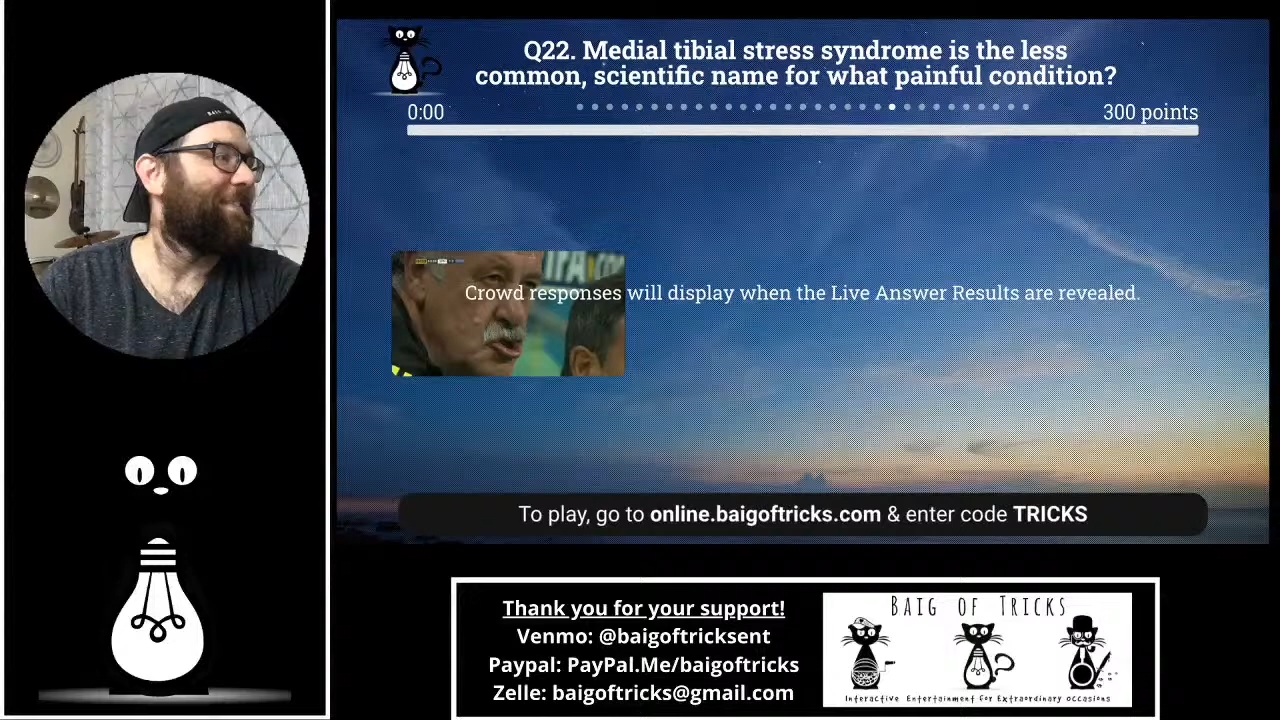 Q22. Medial tibial stress syndrome is the less
common, scientific name for what painful condition?
0:00
300 points
Crowd responses will display when the Live Answer Results are revealed.
To play, go to online.baigoftricks.com & enter code TRICKS
Thank you for your support!
Venmo: @baigoftricksent
Paypal: PayPal.Me/baigoftricks
Zelle: baigoftricks@gmail.com
BAIG OF TRICKS
Interactive Entertainment for Extraordinary Occasions